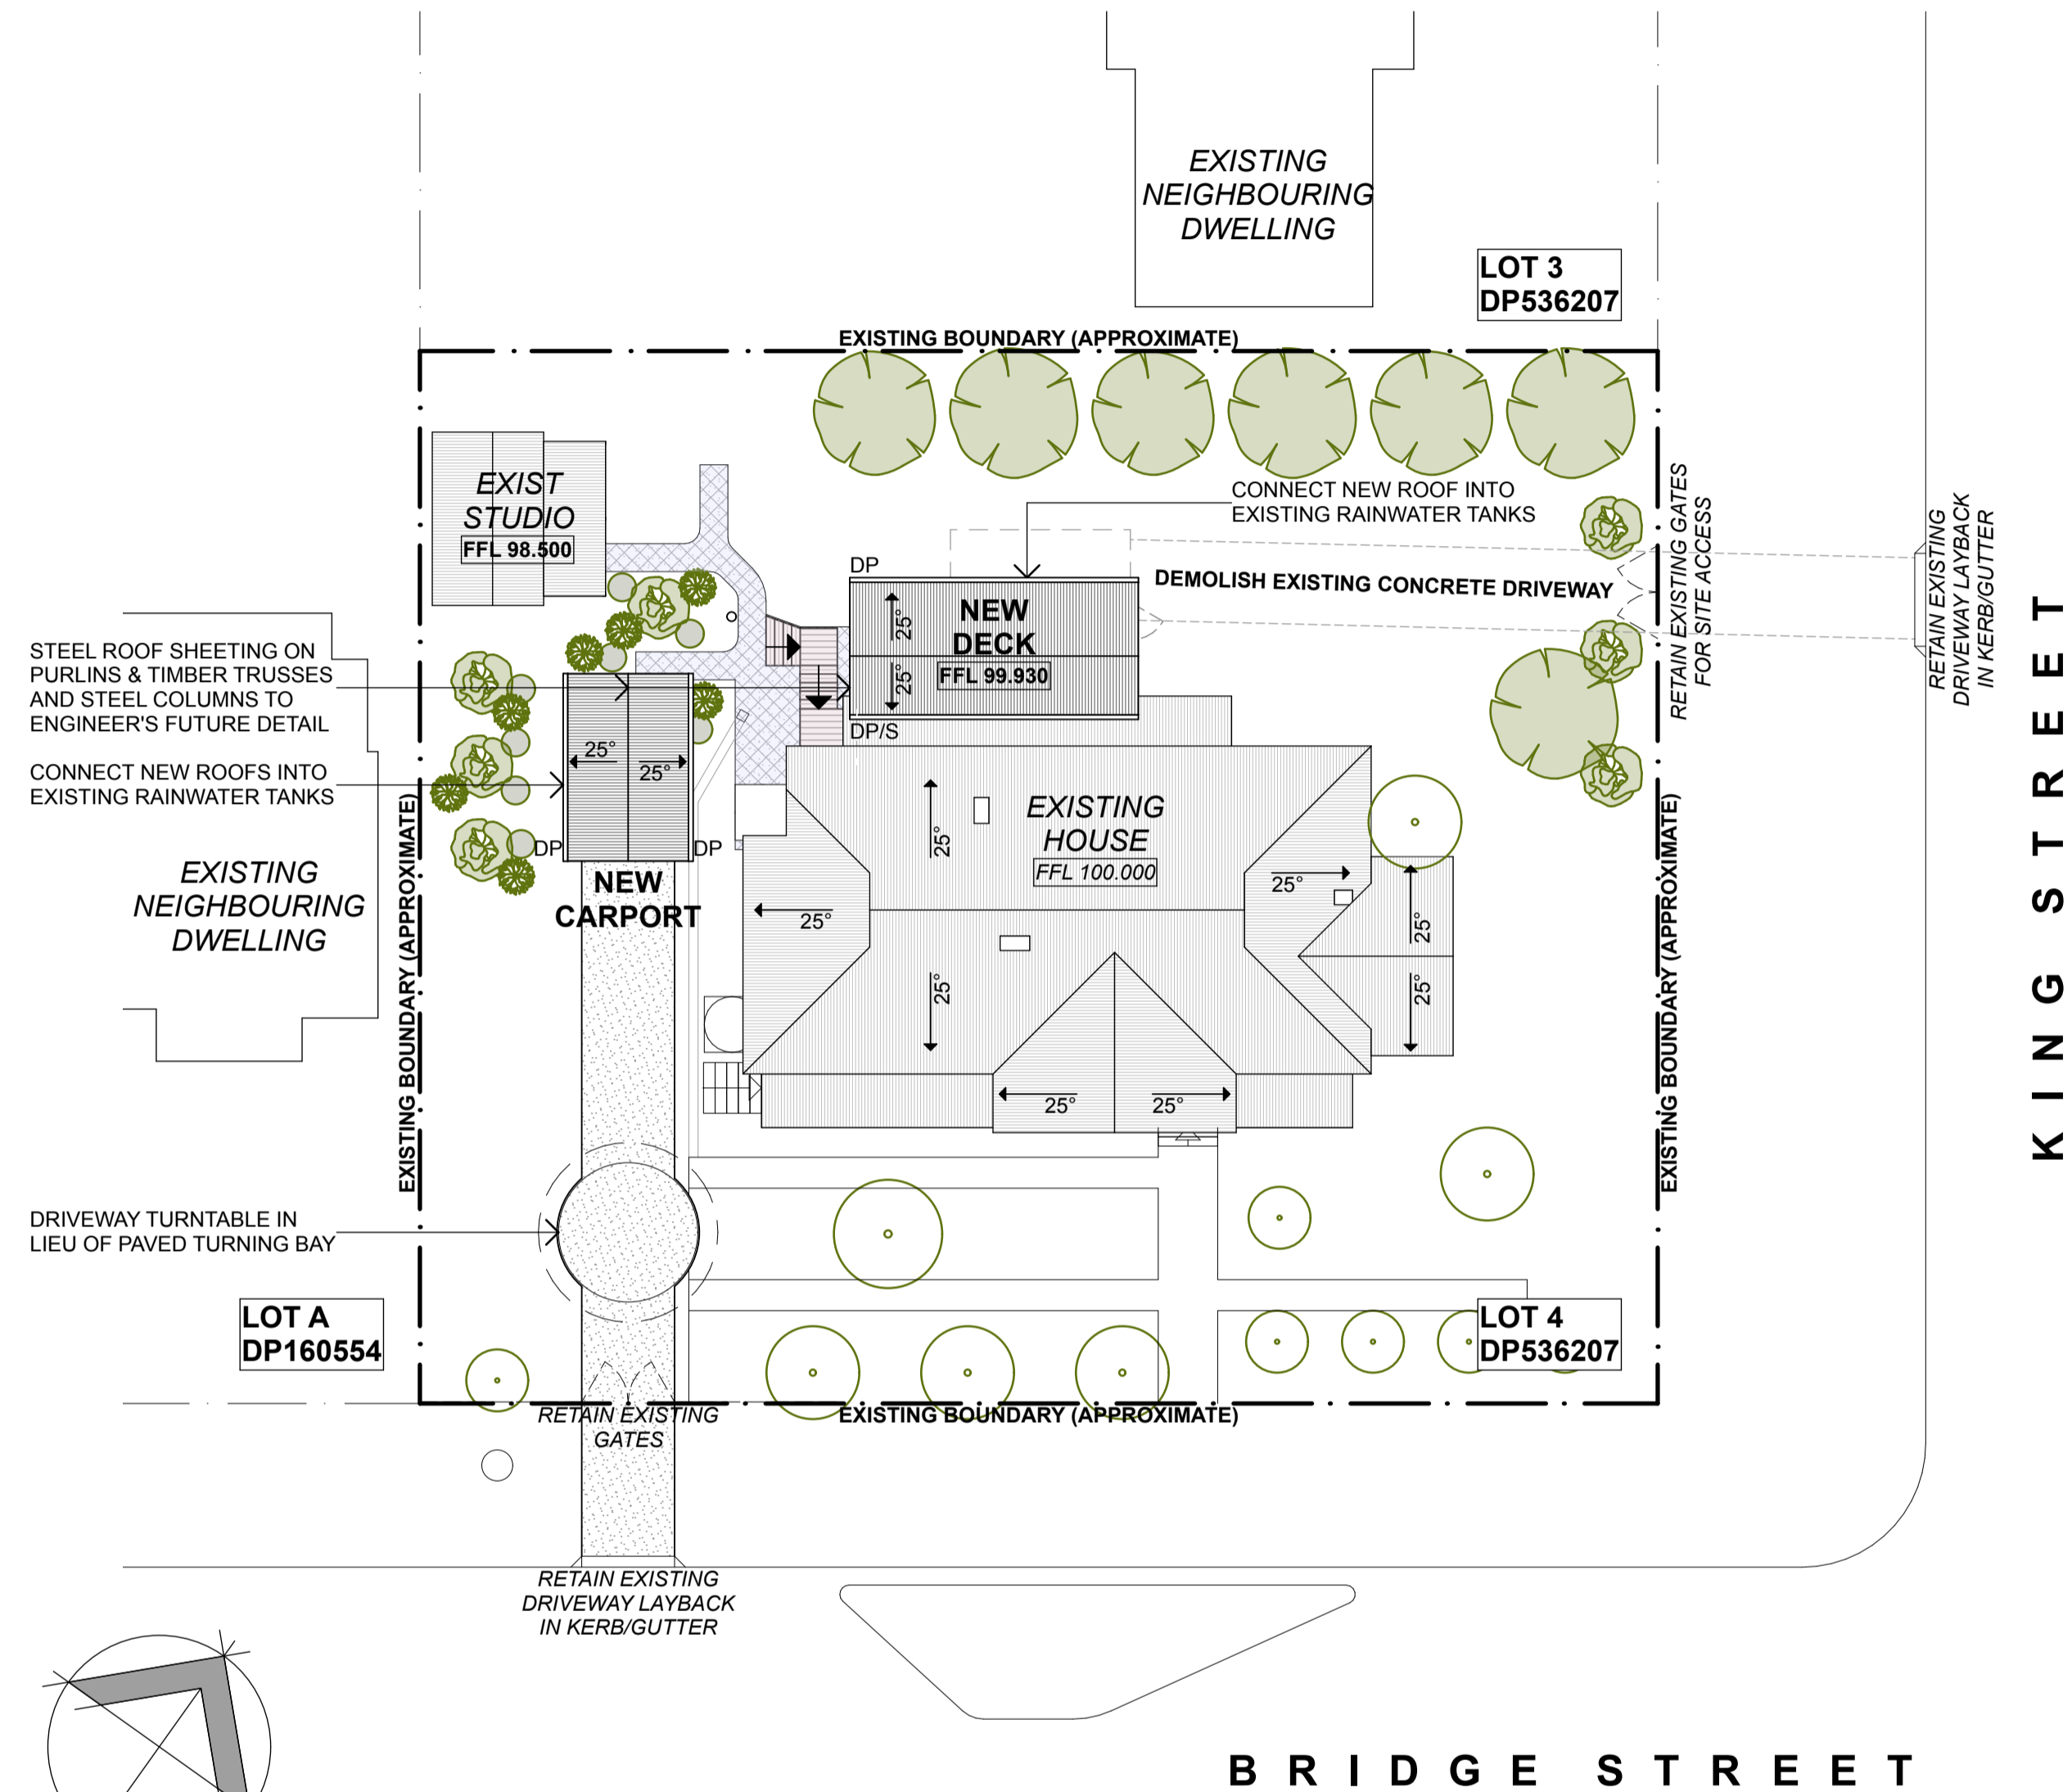 EXISTING
NEIGHBOURING
DWELLING
LOT 3
DP536207
EXISTING BOUNDARY (APPROXIMATE)
EXIST
STUDIO
FFL 98.500
CONNECT NEW ROOF INTO
EXISTING RAINWATER TANKS
RETAIN EXISTING GATES
FOR SITE ACCESS
RETAIN EXISTING
DRIVEWAY LAYBACK
IN KERB/GUTTER
DP
DEMOLISH EXISTING CONCRETE DRIVEWAY
NEW
DECK
FFL 99.930
25°
25°
DP/S
STEEL ROOF SHEETING ON
PURLINS & TIMBER TRUSSES
AND STEEL COLUMNS TO
ENGINEER'S FUTURE DETAIL
CONNECT NEW ROOFS INTO
EXISTING RAINWATER TANKS
25°
25°
DP
DP
NEW
CARPORT
EXISTING
HOUSE
FFL 100.000
25°
25°
25°
25°
25°
25°
25°
25°
EXISTING
NEIGHBOURING
DWELLING
EXISTING BOUNDARY (APPROXIMATE)
EXISTING BOUNDARY (APPROXIMATE)
KING STREET
DRIVEWAY TURNTABLE IN
LIEU OF PAVED TURNING BAY
LOT A
DP160554
LOT 4
DP536207
RETAIN EXISTING
GATES
EXISTING BOUNDARY (APPROXIMATE)
RETAIN EXISTING
DRIVEWAY LAYBACK
IN KERB/GUTTER
BRIDGE STREET